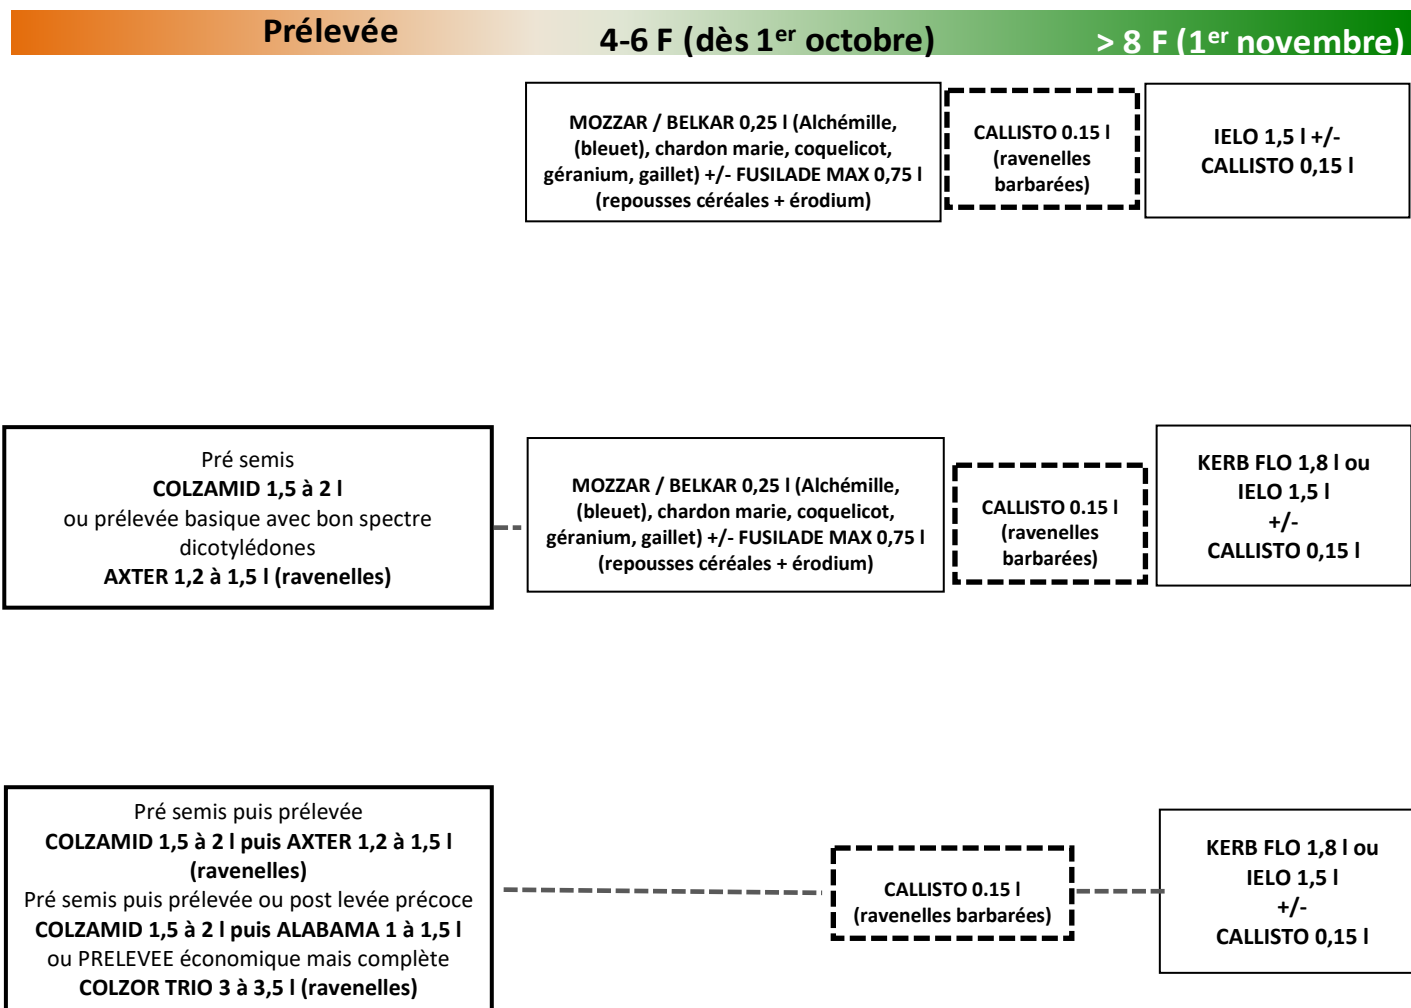 Prélevée
4-6 F (dès 1er octobre)
> 8 F (1er novembre)
MOZZAR / BELKAR 0,25 l (Alchémille,
(bleuet), chardon marie, coquelicot,
géranium, gaillet) +/- FUSILADE MAX 0,75 l
(repousses céréales + érodium)
CALLISTO 0.15 l
(ravenelles
barbarées)
IELO 1,5 l +/-
CALLISTO 0,15 l
Pré semis
COLZAMID 1,5 à 2 l
ou prélevée basique avec bon spectre
dicotylédones
AXTER 1,2 à 1,5 l (ravenelles)
MOZZAR / BELKAR 0,25 l (Alchémille,
(bleuet), chardon marie, coquelicot,
géranium, gaillet) +/- FUSILADE MAX 0,75 l
(repousses céréales + érodium)
CALLISTO 0.15 l
(ravenelles
barbarées)
KERB FLO 1,8 l ou
IELO 1,5 l
+/-
CALLISTO 0,15 l
Pré semis puis prélevée
COLZAMID 1,5 à 2 l puis AXTER 1,2 à 1,5 l
(ravenelles)
Pré semis puis prélevée ou post levée précoce
COLZAMID 1,5 à 2 l puis ALABAMA 1 à 1,5 l
ou PRELEVEE économique mais complète
COLZOR TRIO 3 à 3,5 l (ravenelles)
CALLISTO 0.15 l
(ravenelles barbarées)
KERB FLO 1,8 l ou
IELO 1,5 l
+/-
CALLISTO 0,15 l